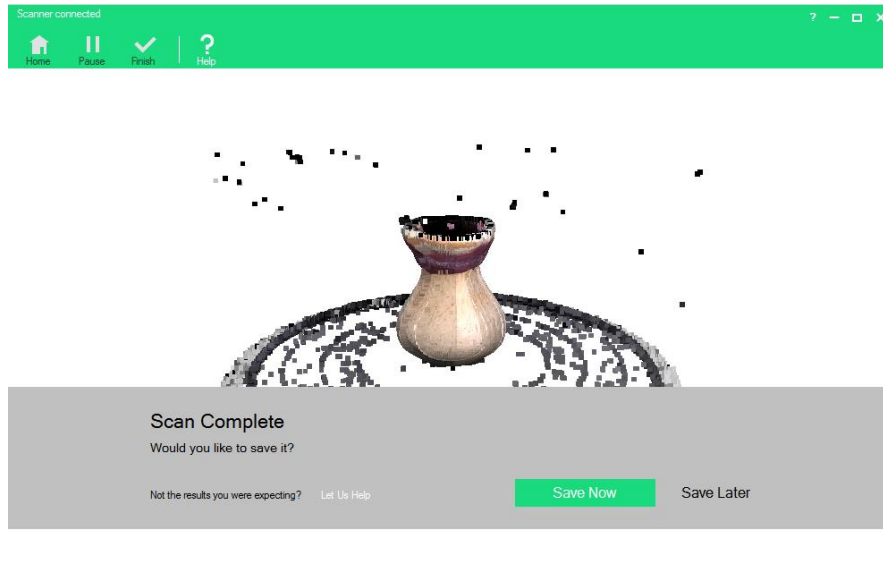 Scanner connected
? — □ X
Home Pause Finish ? Help
Scan Complete
Would you like to save it?
Not the results you were expecting? Let Us Help
Save Now Save Later